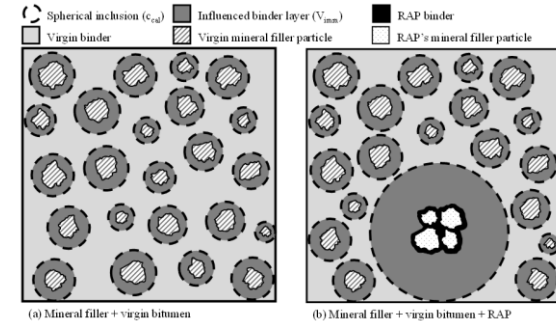 Spherical inclusion (c_cal) Influenced binder layer (V_imm) RAP binder
Virgin binder Virgin mineral filler particle RAP's mineral filler particle
(a) Mineral filler + virgin bitumen (b) Mineral filler + virgin bitumen + RAP